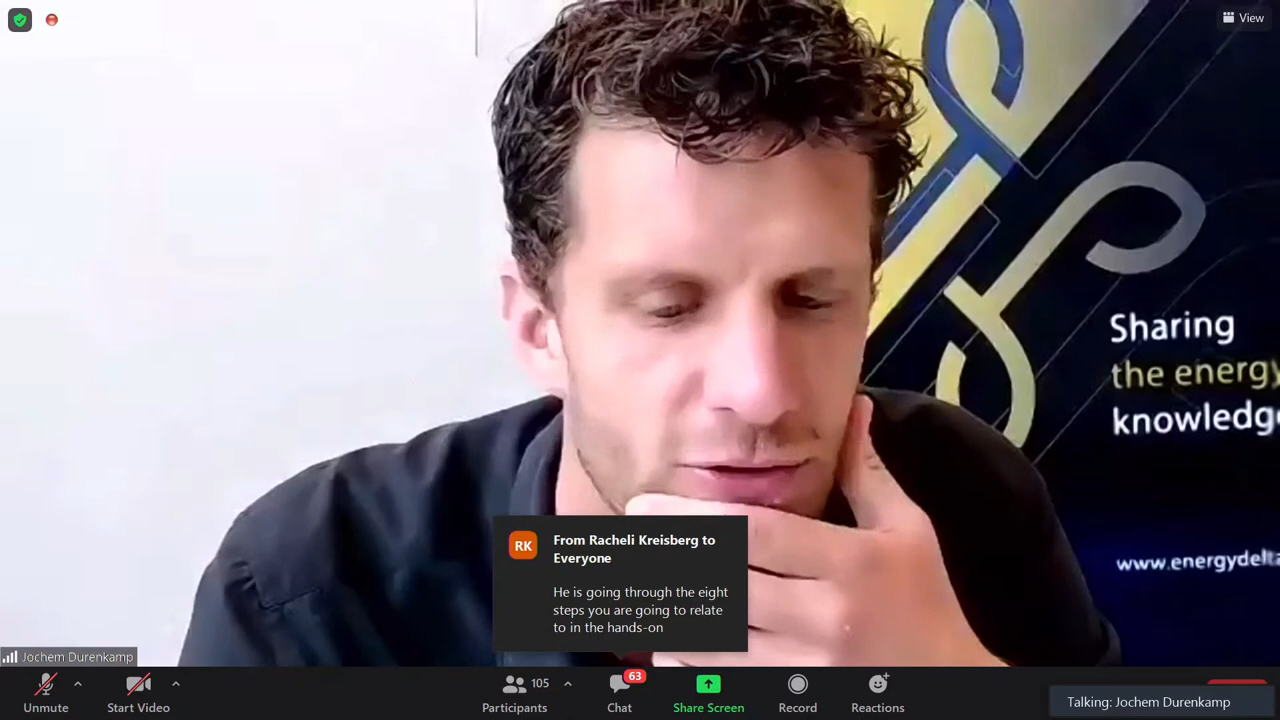 View
Sharing
the energy
knowledge
www.energydelta
RK
From Racheli Kreisberg to
Everyone
He is going through the eight
steps you are going to relate
to in the hands-on
Jochem Durenkamp
Unmute
Start Video
105
Participants
63
Chat
Share Screen
Record
Reactions
Talking: Jochem Durenkamp